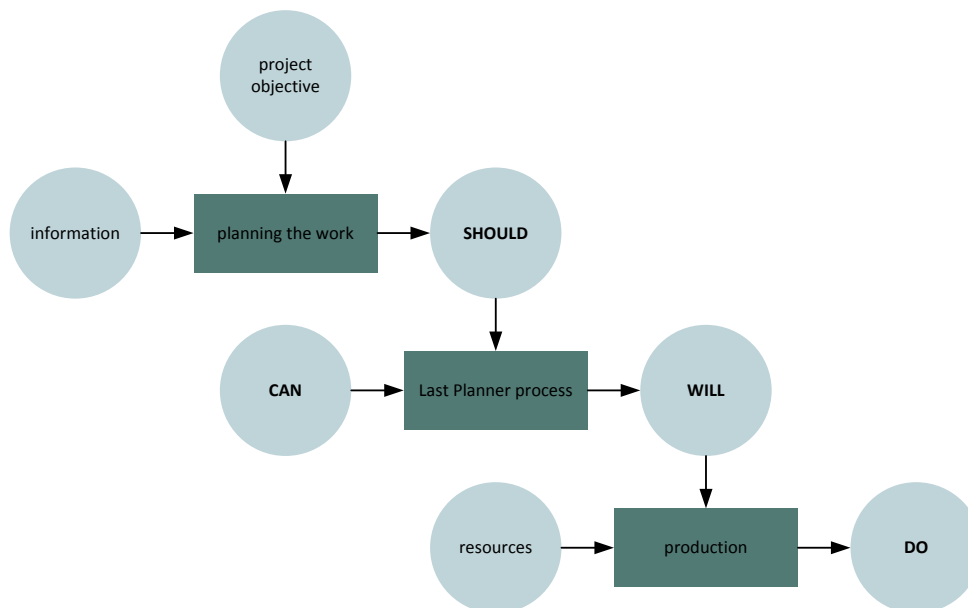 project
objective
information
planning the work
SHOULD
CAN
Last Planner process
WILL
resources
production
DO